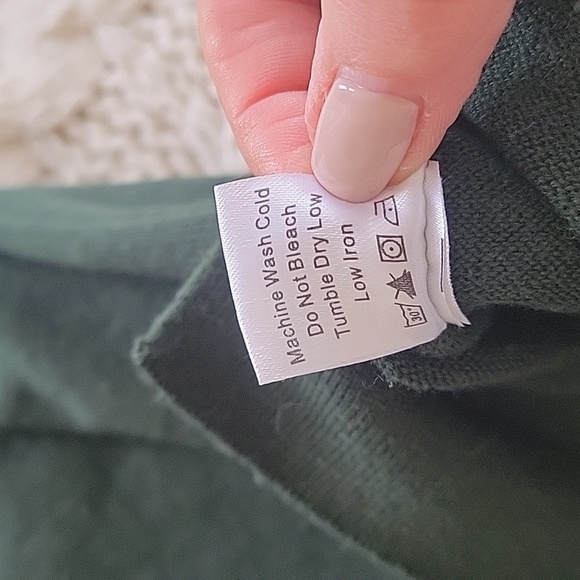 Machine Wash Cold
Do Not Bleach
Tumble Dry Low
Low Iron
30°